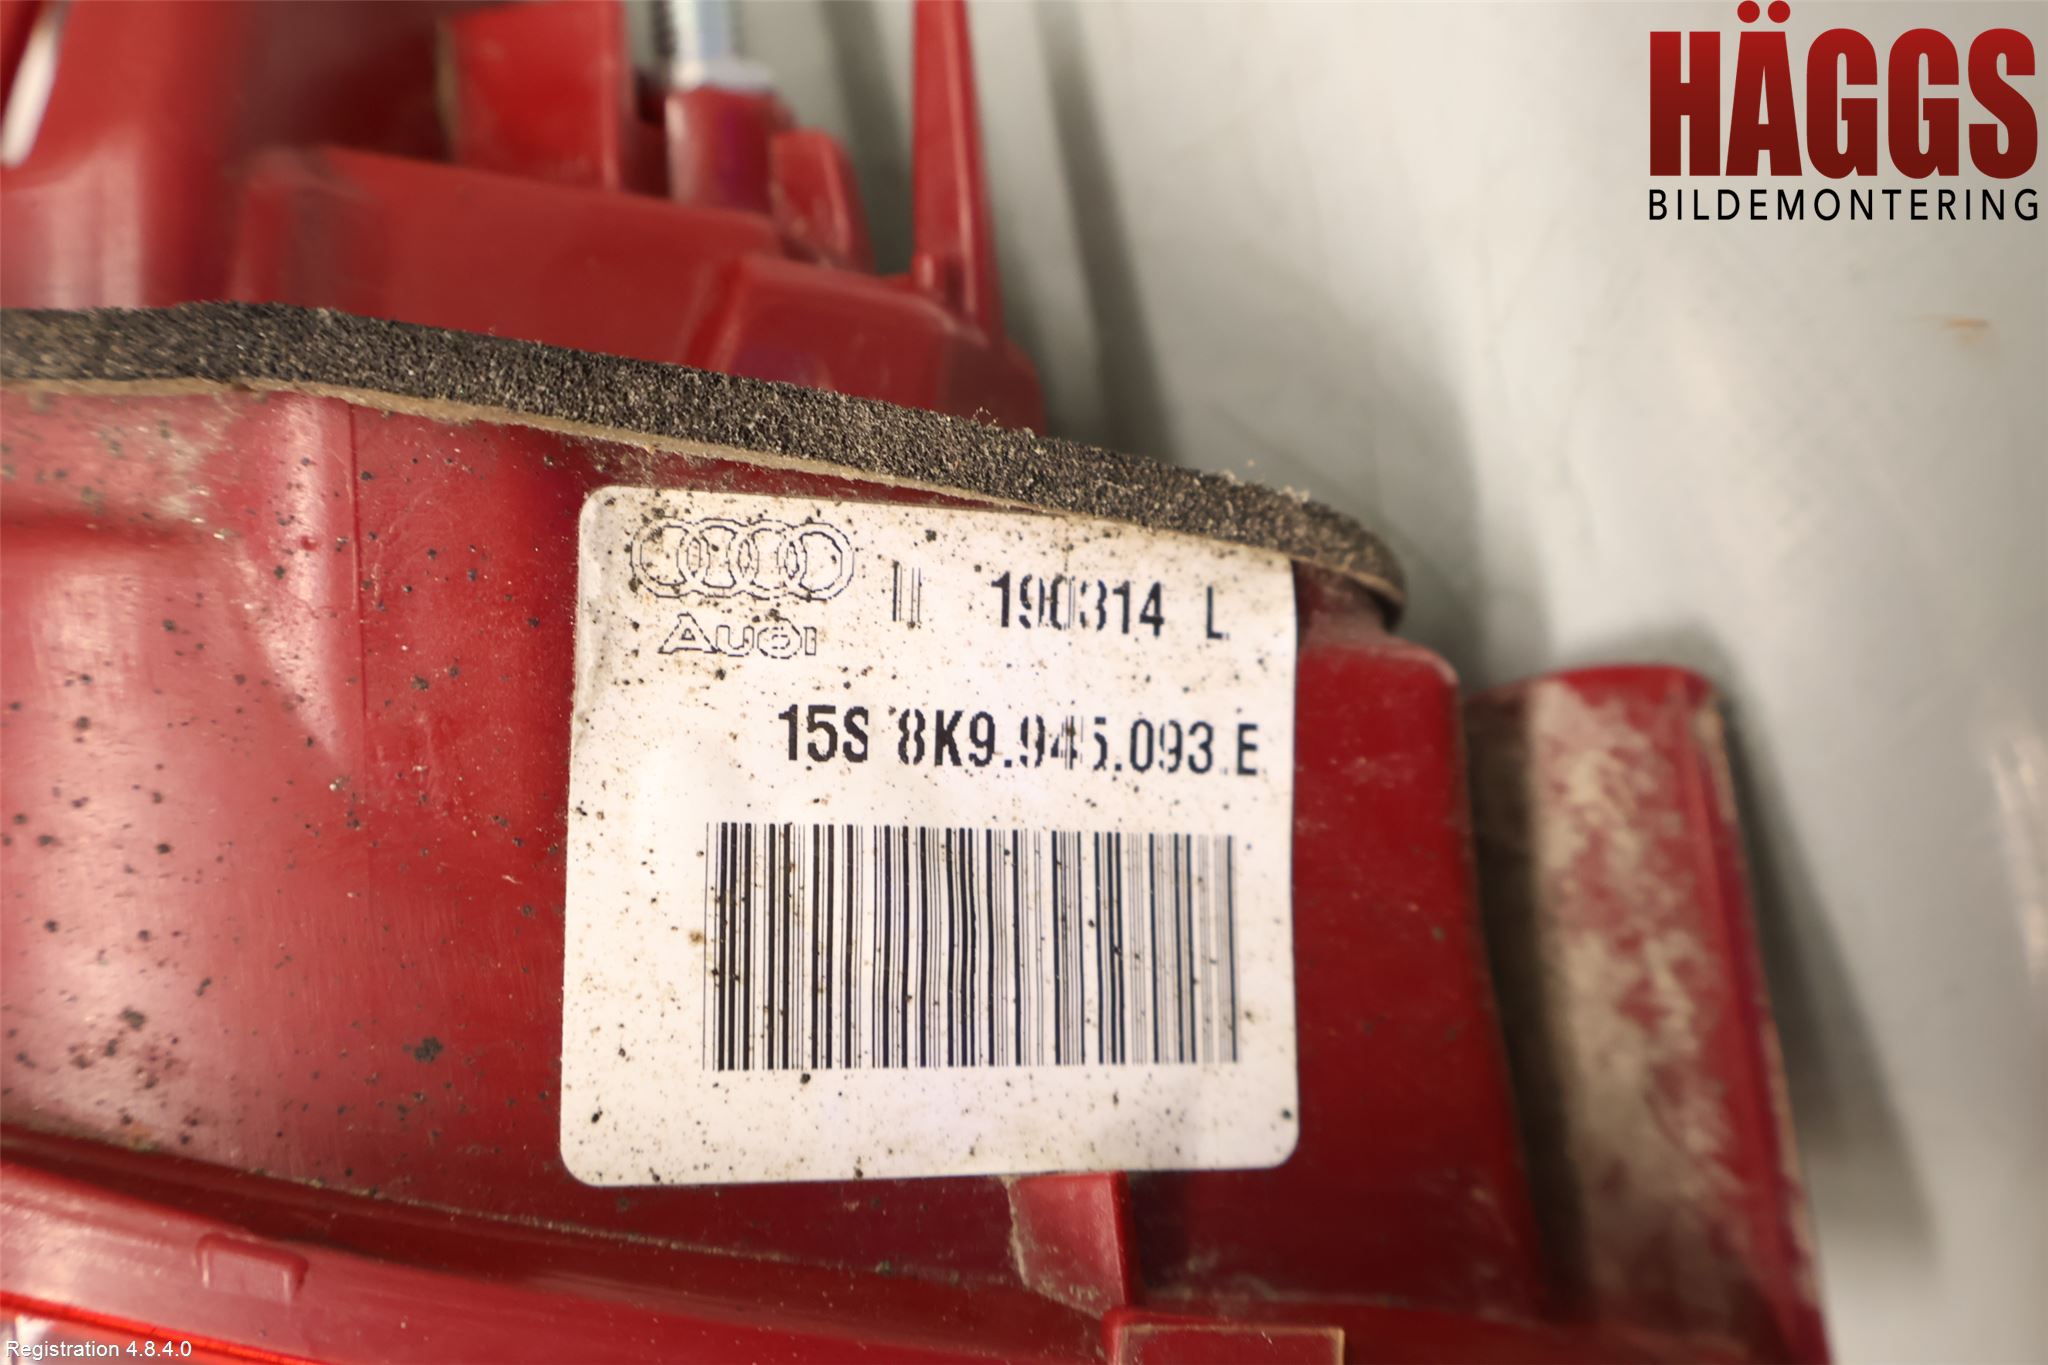 HÄGGS
BILDEMONTERING
190314 L
Audi
15S 8K9.945.093.E
Registration 4.8.4.0